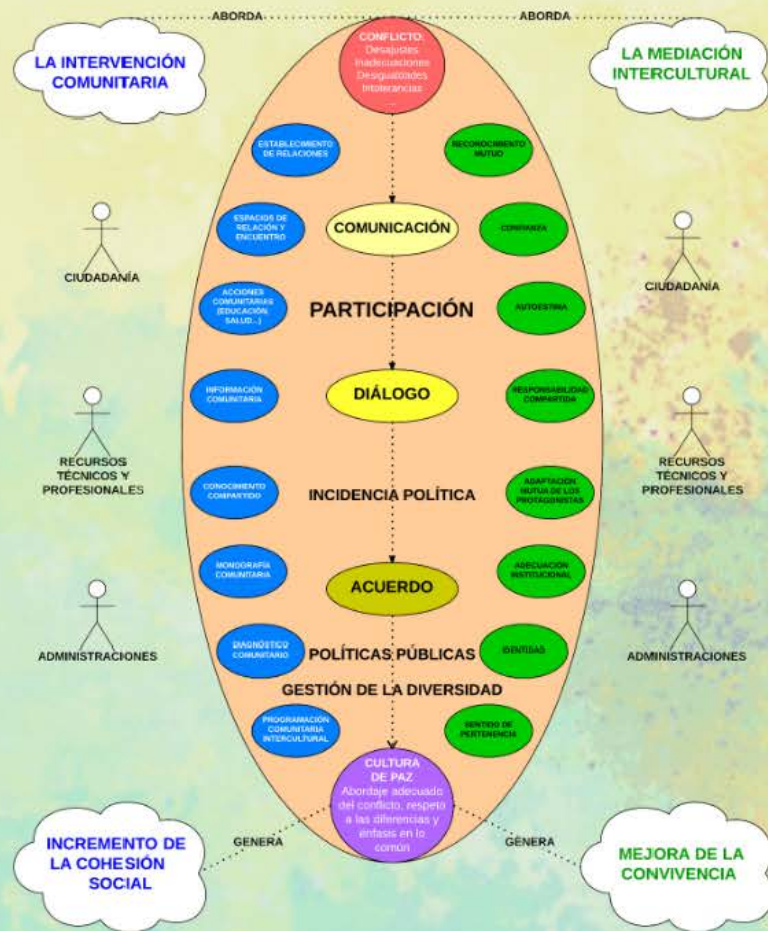 ABORDA
ABORDA
LA INTERVENCIÓN
COMUNITARIA
CONFLICTO:
Desajustes
Inadecuaciones
Desigualdades
Intolerancias
...
LA MEDIACIÓN
INTERCULTURAL
ESTABLECIMIENTO
DE RELACIONES
RECONOCIMIENTO
MUTUO
ESPACIOS DE
RELACIÓN Y
ENCUENTRO
COMUNICACIÓN
CONFIANZA
CIUDADANÍA
CIUDADANÍA
ACCIONES
COMUNITARIAS
(EDUCACIÓN,
SALUD...)
PARTICIPACIÓN
AUTOESTIMA
INFORMACIÓN
COMUNITARIA
DIÁLOGO
RESPONSABILIDAD
COMPARTIDA
RECURSOS
TÉCNICOS Y
PROFESIONALES
RECURSOS
TÉCNICOS Y
PROFESIONALES
CONOCIMIENTO
COMPARTIDO
INCIDENCIA POLÍTICA
ADAPTACIÓN
MUTUA DE LOS
PROTAGONISTAS
MONOGRAFÍA
COMUNITARIA
ACUERDO
ADECUACIÓN
INSTITUCIONAL
ADMINISTRACIONES
ADMINISTRACIONES
DIAGNÓSTICO
COMUNITARIO
POLÍTICAS PÚBLICAS
IDENTIDAD
GESTIÓN DE LA DIVERSIDAD
PROGRAMACIÓN
COMUNITARIA
INTERCULTURAL
SENTIDO DE
PERTENENCIA
CULTURA
DE PAZ
Abordaje adecuado
del conflicto, respeto
a las diferencias y
énfasis en lo
común
GENERA
GENERA
INCREMENTO DE
LA COHESIÓN
SOCIAL
MEJORA DE LA
CONVIVENCIA